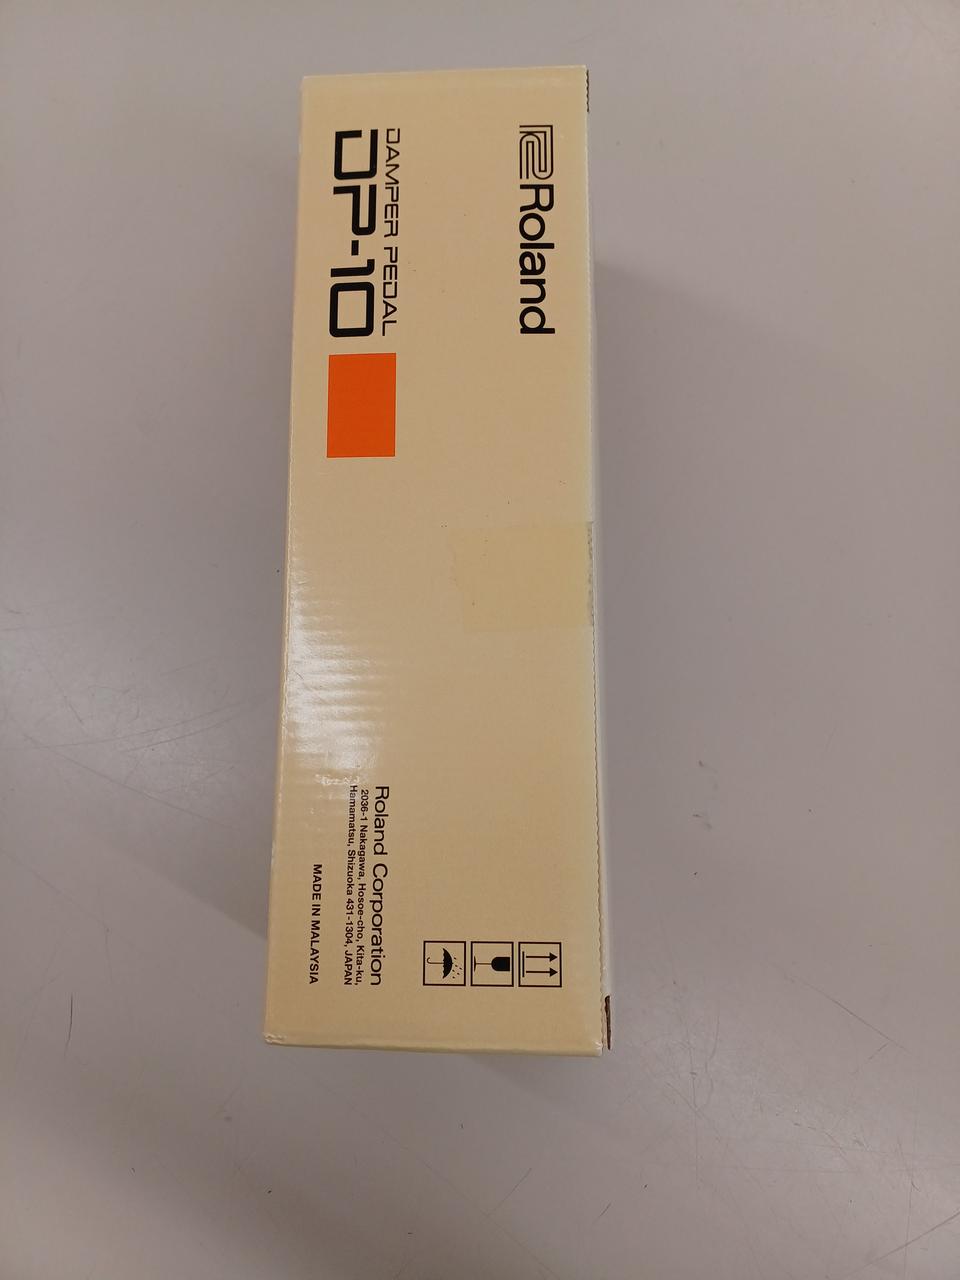 Roland
DAMPER PEDAL
DP-10
Roland Corporation
2036-1 Nakagawa, Hosoe-cho, Kita-ku,
Hamamatsu, Shizuoka 431-1304, JAPAN
MADE IN MALAYSIA